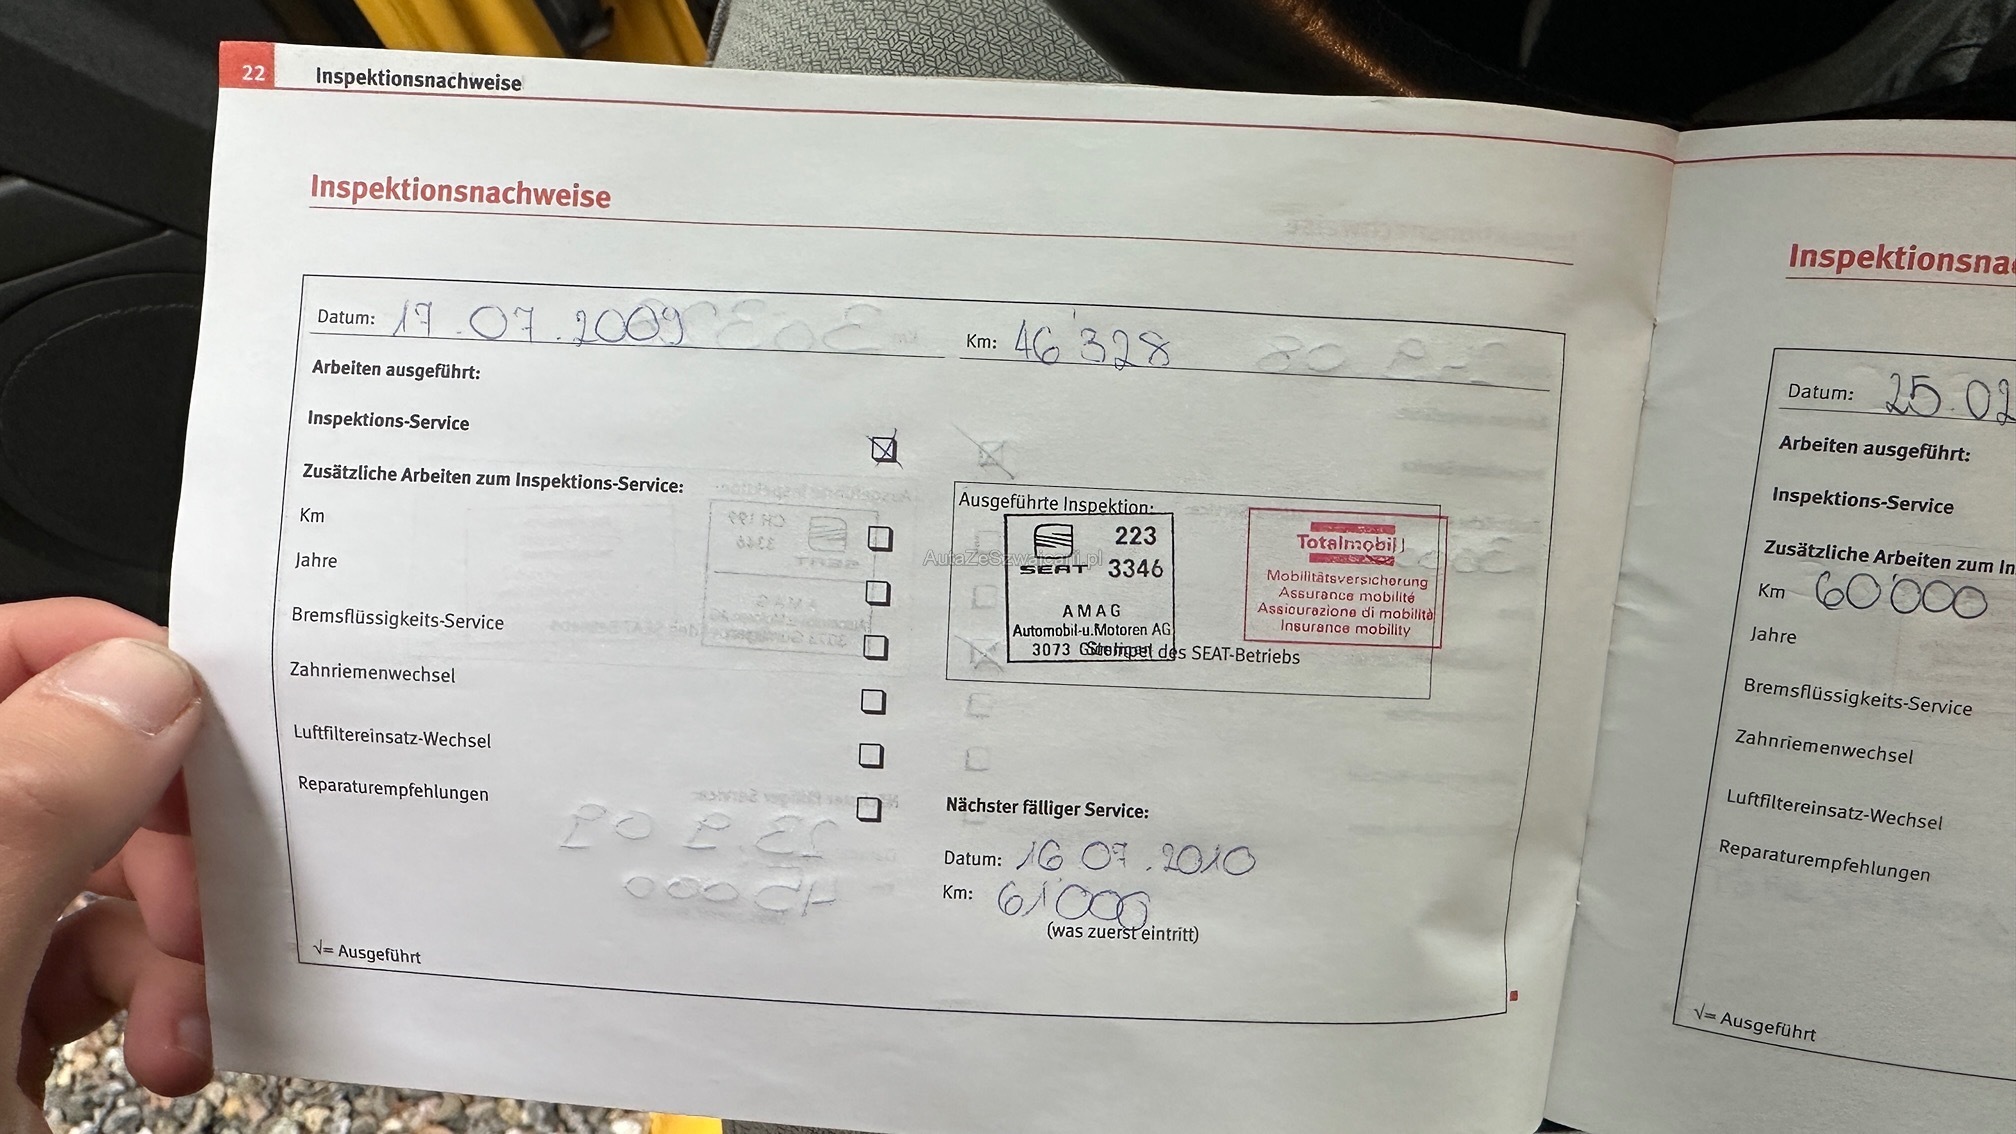 22 Inspektionsnachweise
Inspektionsnachweise
Datum: 17.07.2009 Km: 46'328
Arbeiten ausgeführt:
Inspektions-Service
Zusätzliche Arbeiten zum Inspektions-Service:
Km
Jahre
Bremsflüssigkeits-Service
Zahnriemenwechsel
Luftfiltereinsatz-Wechsel
Reparaturempfehlungen
√= Ausgeführt
Ausgeführte Inspektion:
223
SEAT 3346
AMAG
Automobil-u.Motoren AG
3073
Stempel des SEAT-Betriebs
Totalmobil
Mobilitätsversicherung
Assurance mobilité
Assicurazione di mobilità
Insurance mobility
AutaZeSzwajcarii.pl
Nächster fälliger Service:
Datum: 16.07.2010
Km: 61'000
(was zuerst eintritt)
Inspektionsna
Datum: 25.02
Arbeiten ausgeführt:
Inspektions-Service
Zusätzliche Arbeiten zum In
Km 60'000
Jahre
Bremsflüssigkeits-Service
Zahnriemenwechsel
Luftfiltereinsatz-Wechsel
Reparaturempfehlungen
√= Ausgeführt